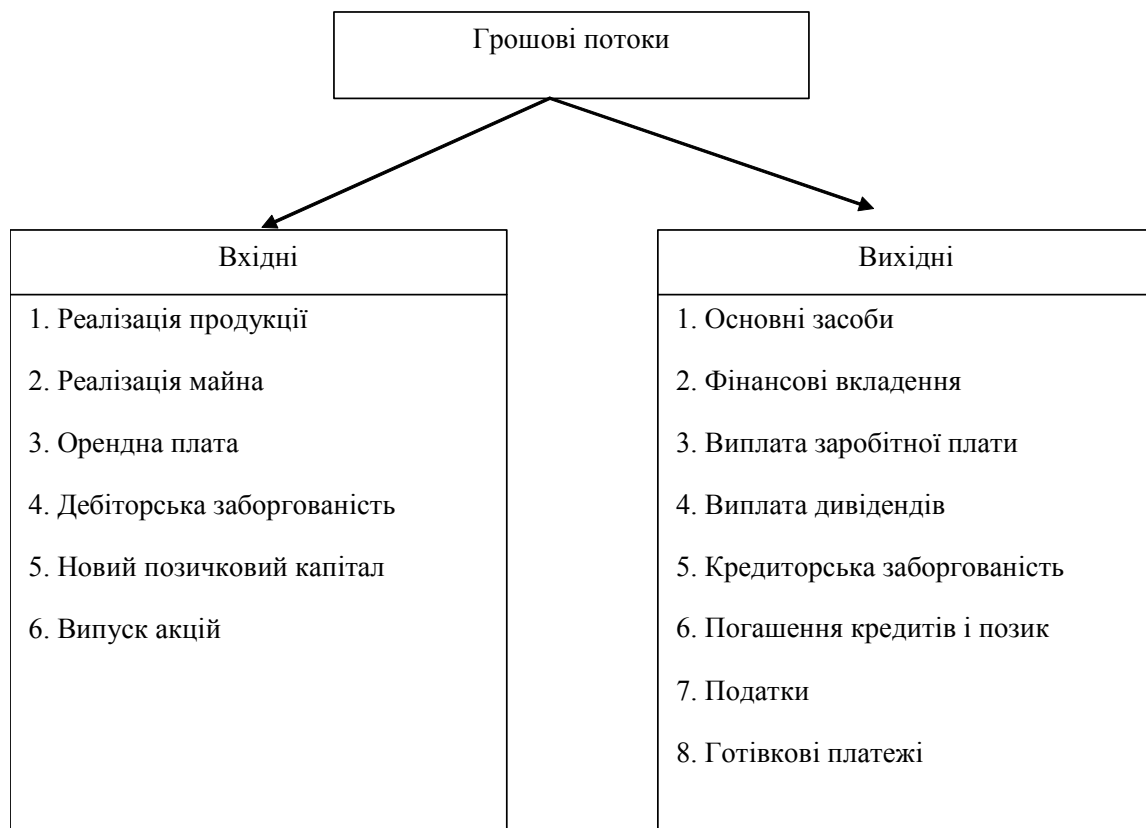 Грошові потоки
Вхідні
1. Реалізація продукції
2. Реалізація майна
3. Орендна плата
4. Дебіторська заборгованість
5. Новий позичковий капітал
6. Випуск акцій
Вихідні
1. Основні засоби
2. Фінансові вкладення
3. Виплата заробітної плати
4. Виплата дивідендів
5. Кредиторська заборгованість
6. Погашення кредитів і позик
7. Податки
8. Готівкові платежі